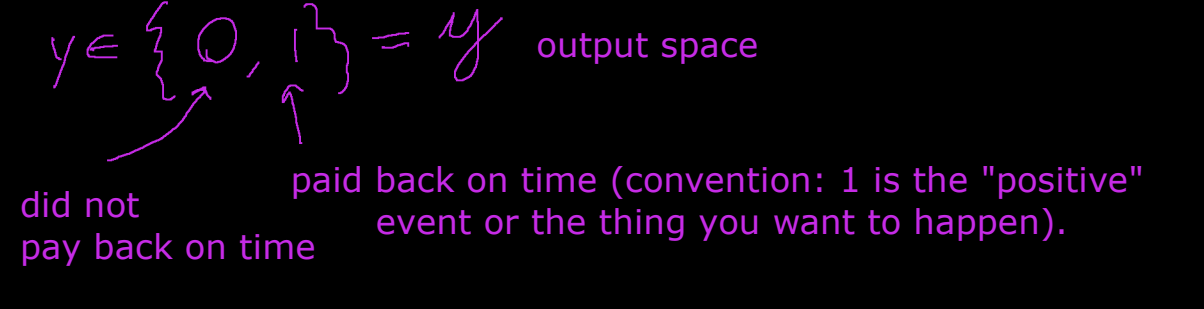 y ∈ {0, 1} = 𝒴 output space
paid back on time (convention: 1 is the "positive"
event or the thing you want to happen).
did not
pay back on time